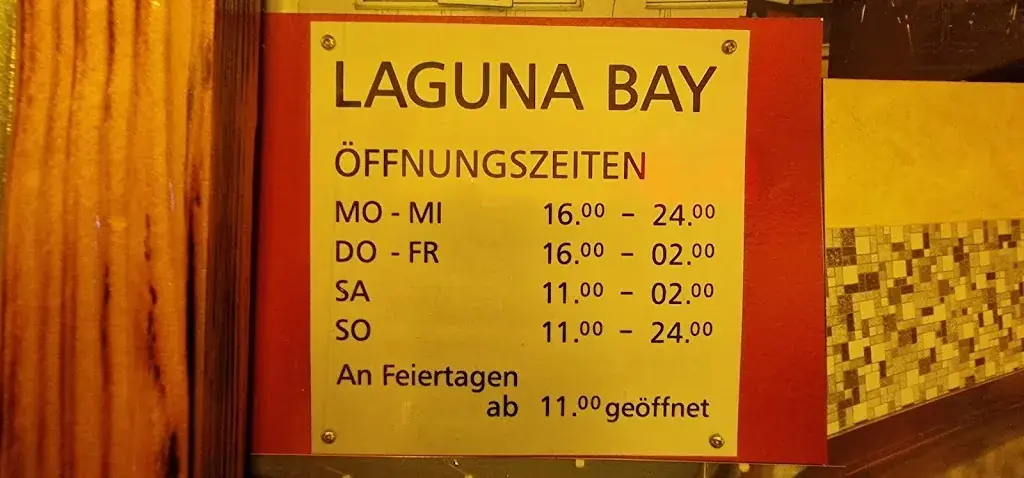 LAGUNA BAY
ÖFFNUNGSZEITEN
MO - MI 16.00 – 24.00
DO - FR 16.00 – 02.00
SA 11.00 – 02.00
SO 11.00 – 24.00
An Feiertagen
ab 11.00 geöffnet